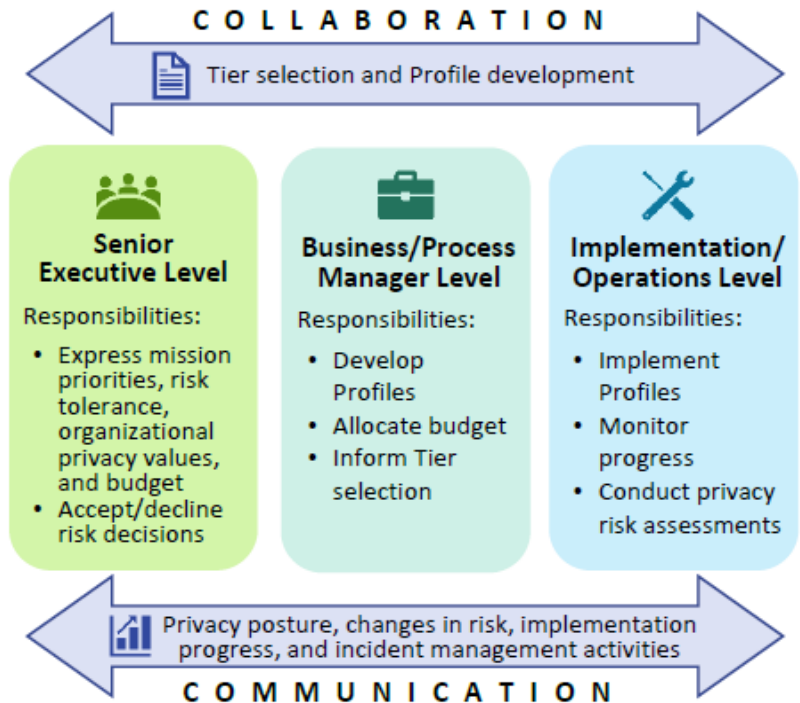 COLLABORATION
Tier selection and Profile development
Senior
Executive Level
Responsibilities:
• Express mission
priorities, risk
tolerance,
organizational
privacy values,
and budget
• Accept/decline
risk decisions
Business/Process
Manager Level
Responsibilities:
• Develop
Profiles
• Allocate budget
• Inform Tier
selection
Implementation/
Operations Level
Responsibilities:
• Implement
Profiles
• Monitor
progress
• Conduct privacy
risk assessments
Privacy posture, changes in risk, implementation
progress, and incident management activities
COMMUNICATION